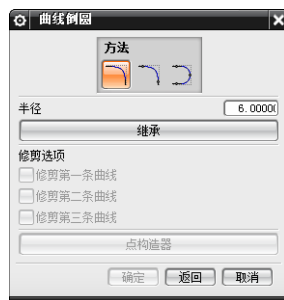 曲线倒圆
方法
半径 6.0000
继承
修剪选项
修剪第一条曲线
修剪第二条曲线
修剪第三条曲线
点构造器
确定 返回 取消